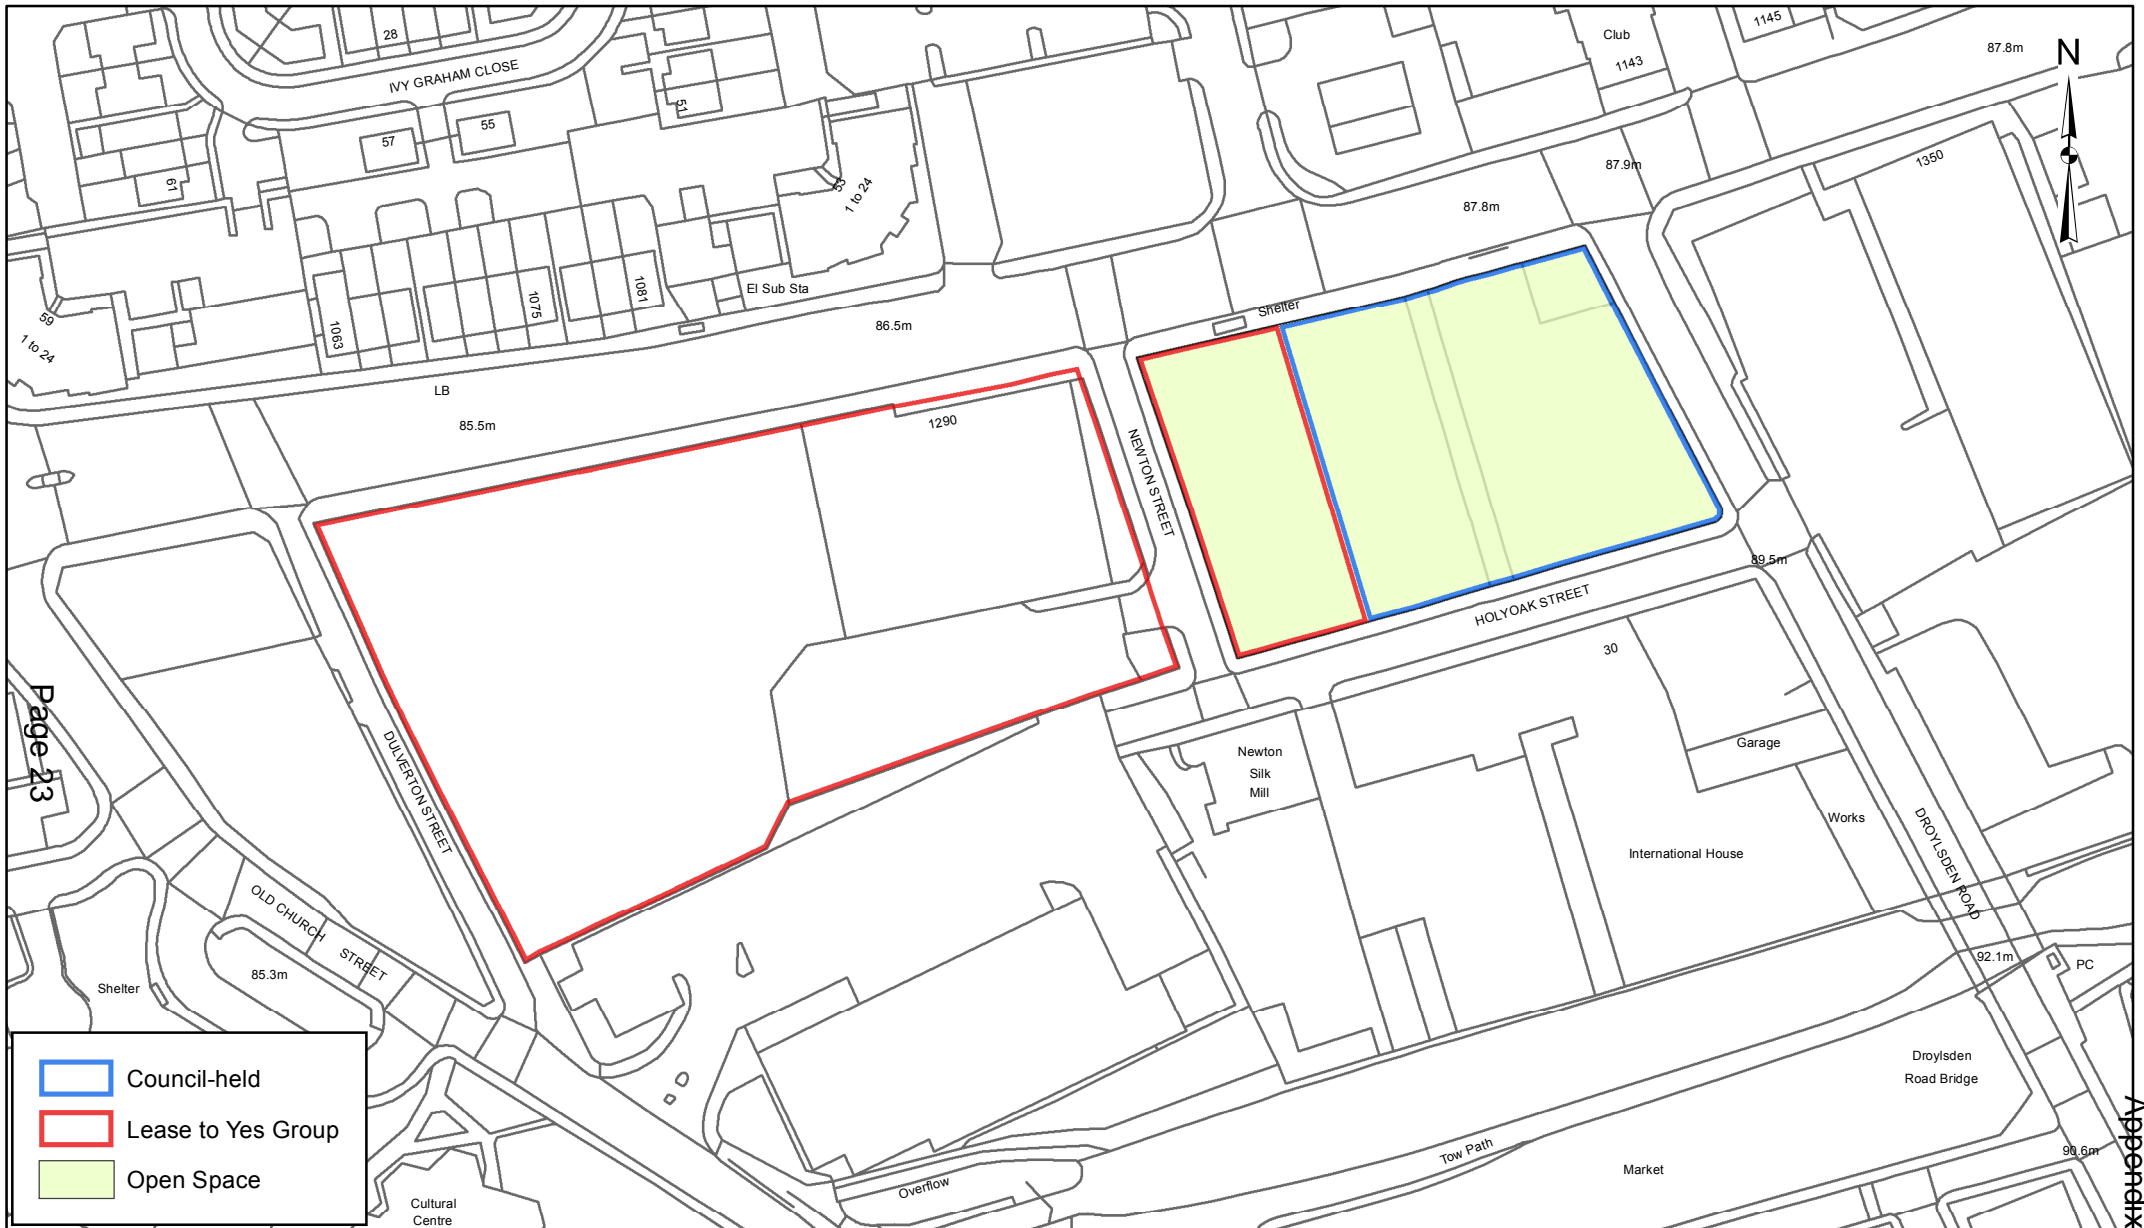 28
IVY GRAHAM CLOSE
Club
1145
1143
87.8m
N
57
55
51
61
87.9m
1350
53
1 to 24
87.8m
El Sub Sta
1063
1075
1081
59
1 to 24
86.5m
Shelter
LB
85.5m
1290
NEWTON STREET
89.5m
HOLYOAK STREET
30
Page 23
DULVERTON STREET
Newton
Silk
Mill
Garage
Works
International House
DROYLSDEN ROAD
OLD CHURCH
STREET
85.3m
Shelter
92.1m
PC
Droylsden
Road Bridge
Council-held
Lease to Yes Group
Open Space
Tow Path
Market
90.6m
Overflow
Cultural
Centre
Appendix